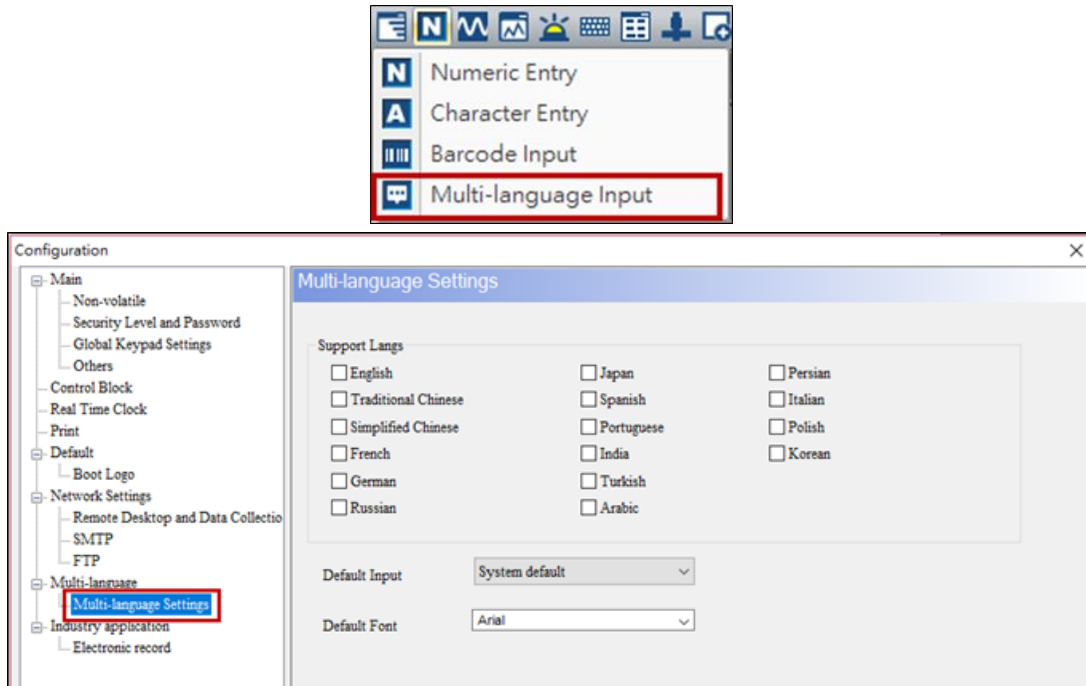 N
N Numeric Entry
A Character Entry
Barcode Input
Multi-language Input
Configuration
Main
Non-volatile
Security Level and Password
Global Keypad Settings
Others
Control Block
Real Time Clock
Print
Default
Boot Logo
Network Settings
Remote Desktop and Data Collectio
SMTP
FTP
Multi-language
Multi-language Settings
Industry application
Electronic record
Multi-language Settings
Support Langs
English Japan Persian
Traditional Chinese Spanish Italian
Simplified Chinese Portuguese Polish
French India Korean
German Turkish
Russian Arabic
Default Input System default
Default Font Arial